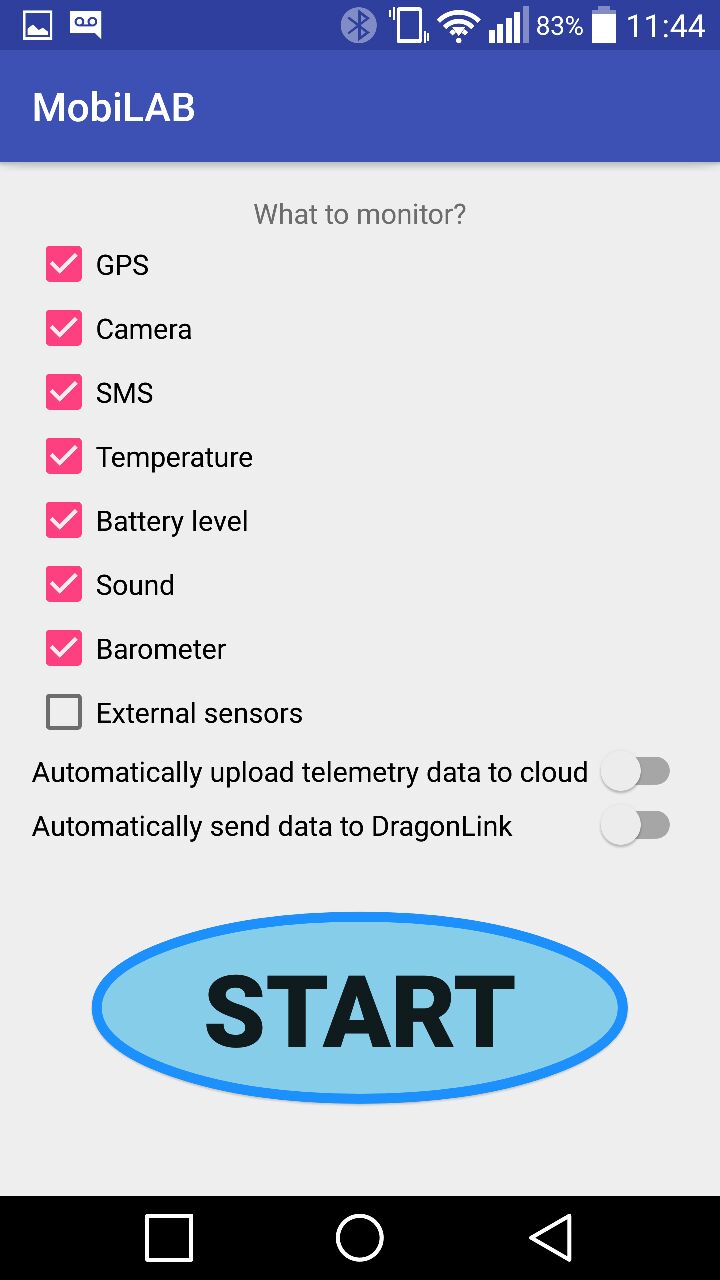 83% 11:44
MobiLAB
What to monitor?
GPS
Camera
SMS
Temperature
Battery level
Sound
Barometer
External sensors
Automatically upload telemetry data to cloud
Automatically send data to DragonLink
START